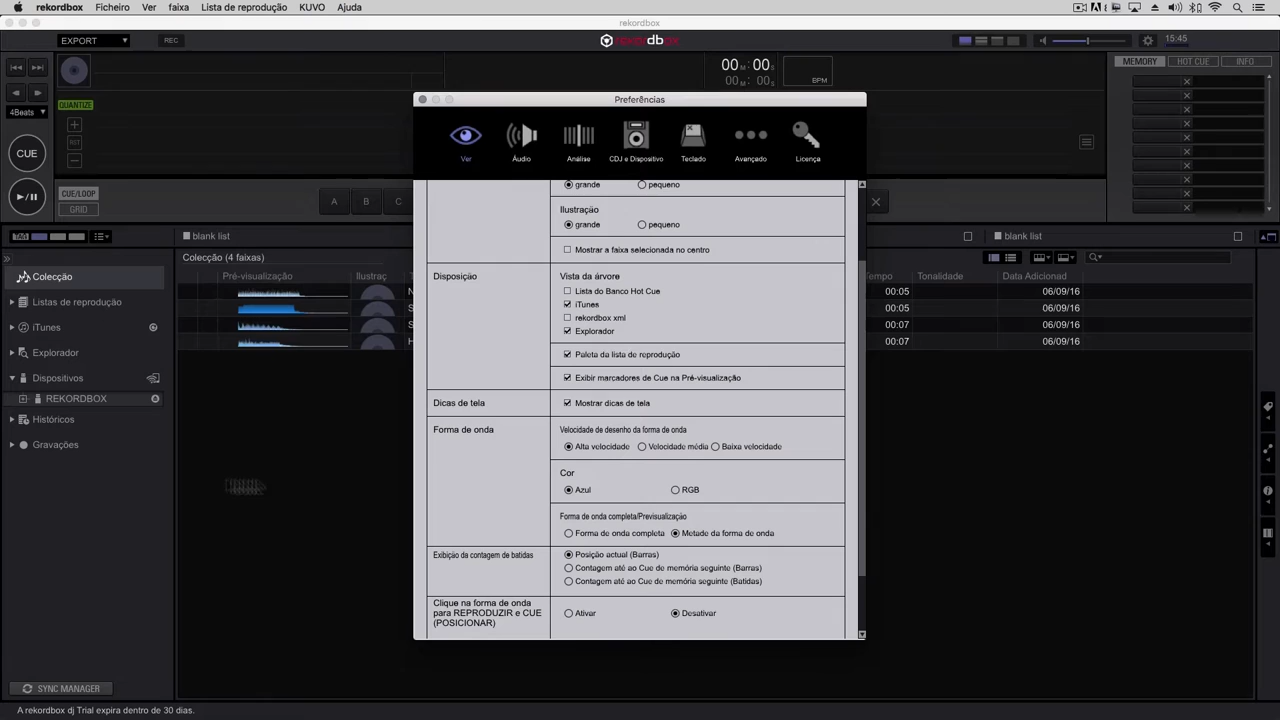 rekordbox Ficheiro Ver faixa Lista de reprodução KUVO Ajuda
rekordbox
EXPORT REC rekordbox 15:45
00 M : 00 S
00 M : 00 S
BPM
MEMORY HOT CUE INFO
QUANTIZE
4Beats
RST
CUE
CUE/LOOP
GRID
A B C
Preferências
Ver Áudio Análise CDJ e Dispositivo Teclado Avançado Licença
grande pequeno
Ilustração
grande pequeno
Mostrar a faixa selecionada no centro
Disposição Vista da árvore
Lista do Banco Hot Cue
iTunes
rekordbox xml
Explorador
Paleta da lista de reprodução
Exibir marcadores de Cue na Pré-visualização
Dicas de tela Mostrar dicas de tela
Forma de onda Velocidade de desenho da forma de onda
Alta velocidade Velocidade média Baixa velocidade
Cor
Azul RGB
Forma de onda completa/Previsualização
Forma de onda completa Metade da forma de onda
Exibição da contagem de batidas Posição actual (Barras)
Contagem até ao Cue de memória seguinte (Barras)
Contagem até ao Cue de memória seguinte (Batidas)
Clique na forma de onda
para REPRODUZIR e CUE
(POSICIONAR)
Ativar Desativar
TAG
blank list blank list
Colecção
Listas de reprodução
iTunes
Explorador
Dispositivos
REKORDBOX
Históricos
Gravações
Colecção (4 faixas)
Pré-visualização Ilustraç Tempo Tonalidade Data Adicionad
00:05 06/09/16
00:05 06/09/16
00:07 06/09/16
00:07 06/09/16
SYNC MANAGER
A rekordbox dj Trial expira dentro de 30 dias.